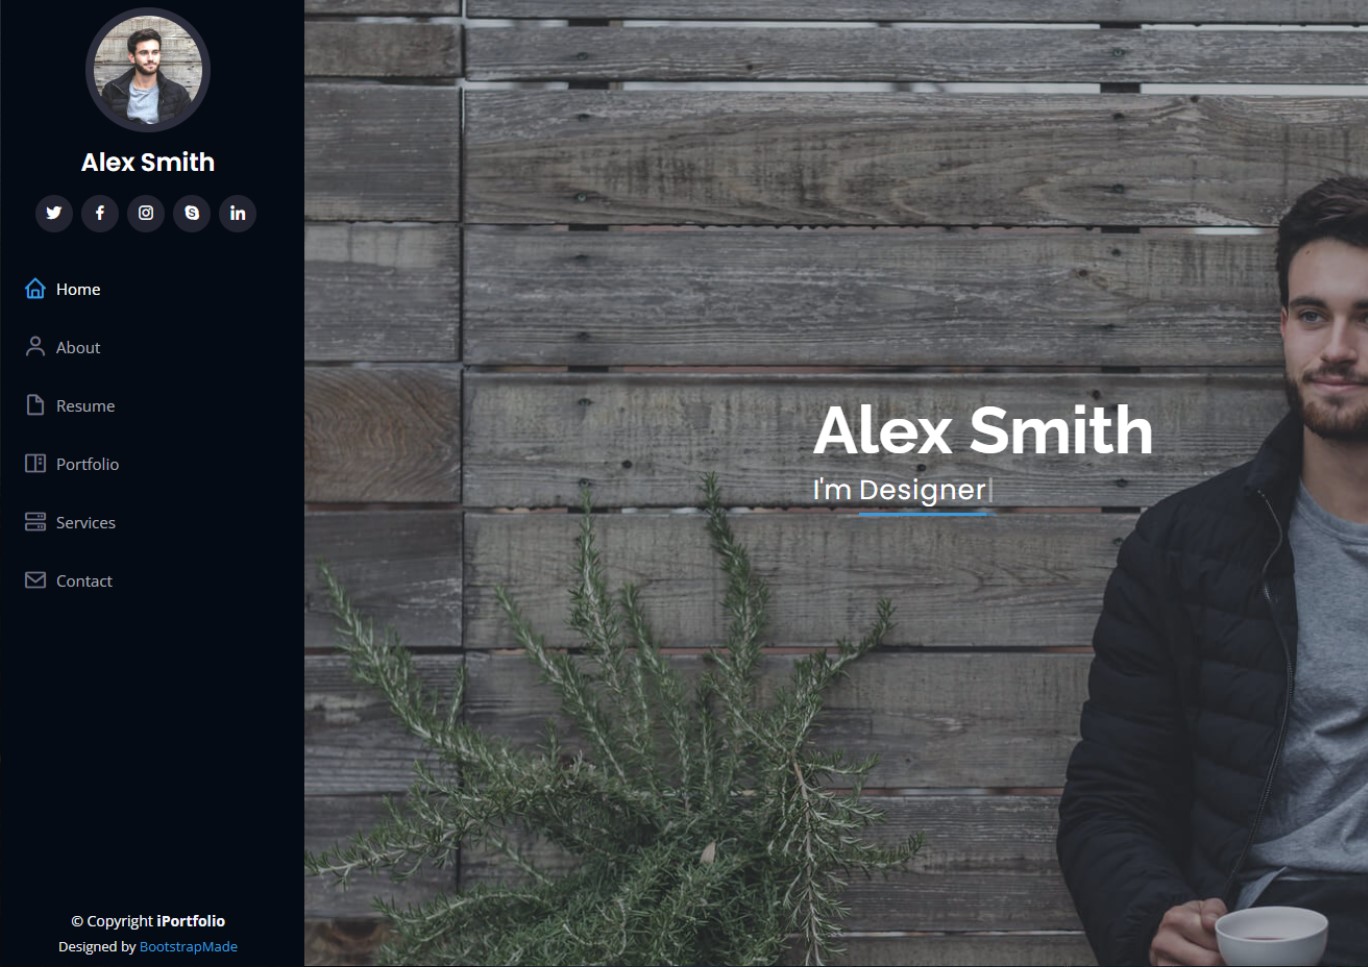 Alex Smith
Home
About
Resume
Portfolio
Services
Contact
© Copyright iPortfolio
Designed by BootstrapMade
Alex Smith
I'm Designer